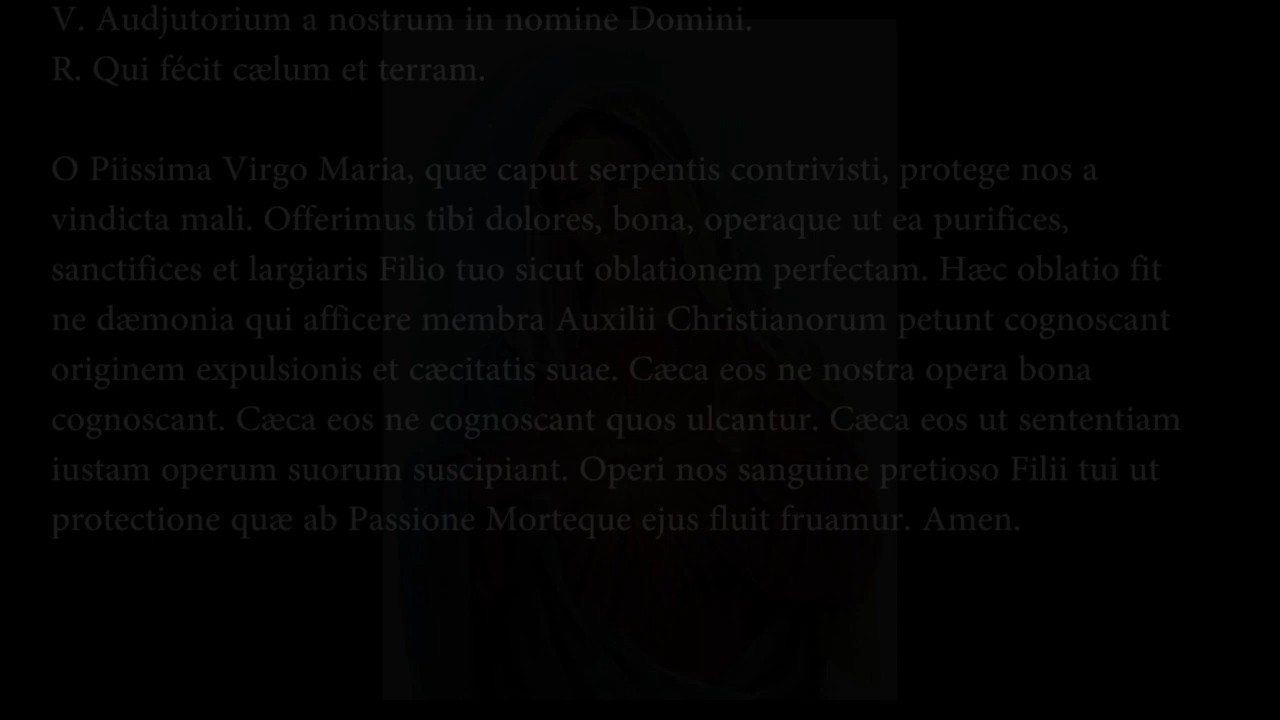 V. Audjutorium a nostrum in nomine Domini.
R. Qui fécit cælum et terram.
O Piissima Virgo Maria, quæ caput serpentis contrivisti, protege nos a
vindicta mali. Offerimus tibi dolores, bona, operaque ut ea purifices,
sanctifices et largiaris Filio tuo sicut oblationem perfectam. Hæc oblatio fit
ne dæmonia qui afficere membra Auxilii Christianorum petunt cognoscant
originem expulsionis et cæcitatis suae. Cæca eos ne nostra opera bona
cognoscant. Cæca eos ne cognoscant quos ulcantur. Cæca eos ut sententiam
iustam operum suorum suscipiant. Operi nos sanguine pretioso Filii tui ut
protectione quæ ab Passione Morteque ejus fluit fruamur. Amen.